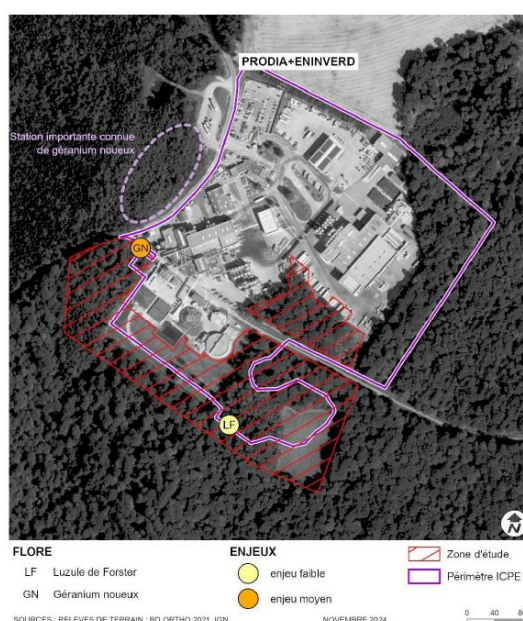 PRODIA+ENINVERD
Station importante connue
de géranium noueux
GN
LF
N
FLORE
LF Luzule de Forster
GN Géranium noueux
ENJEUX
enjeu faible
enjeu moyen
Zone d'étude
Périmètre ICPE
SOURCES : RELEVES DE TERRAIN ; BD ORTHO 2021, IGN
NOVEMBRE 2024
0 40 80